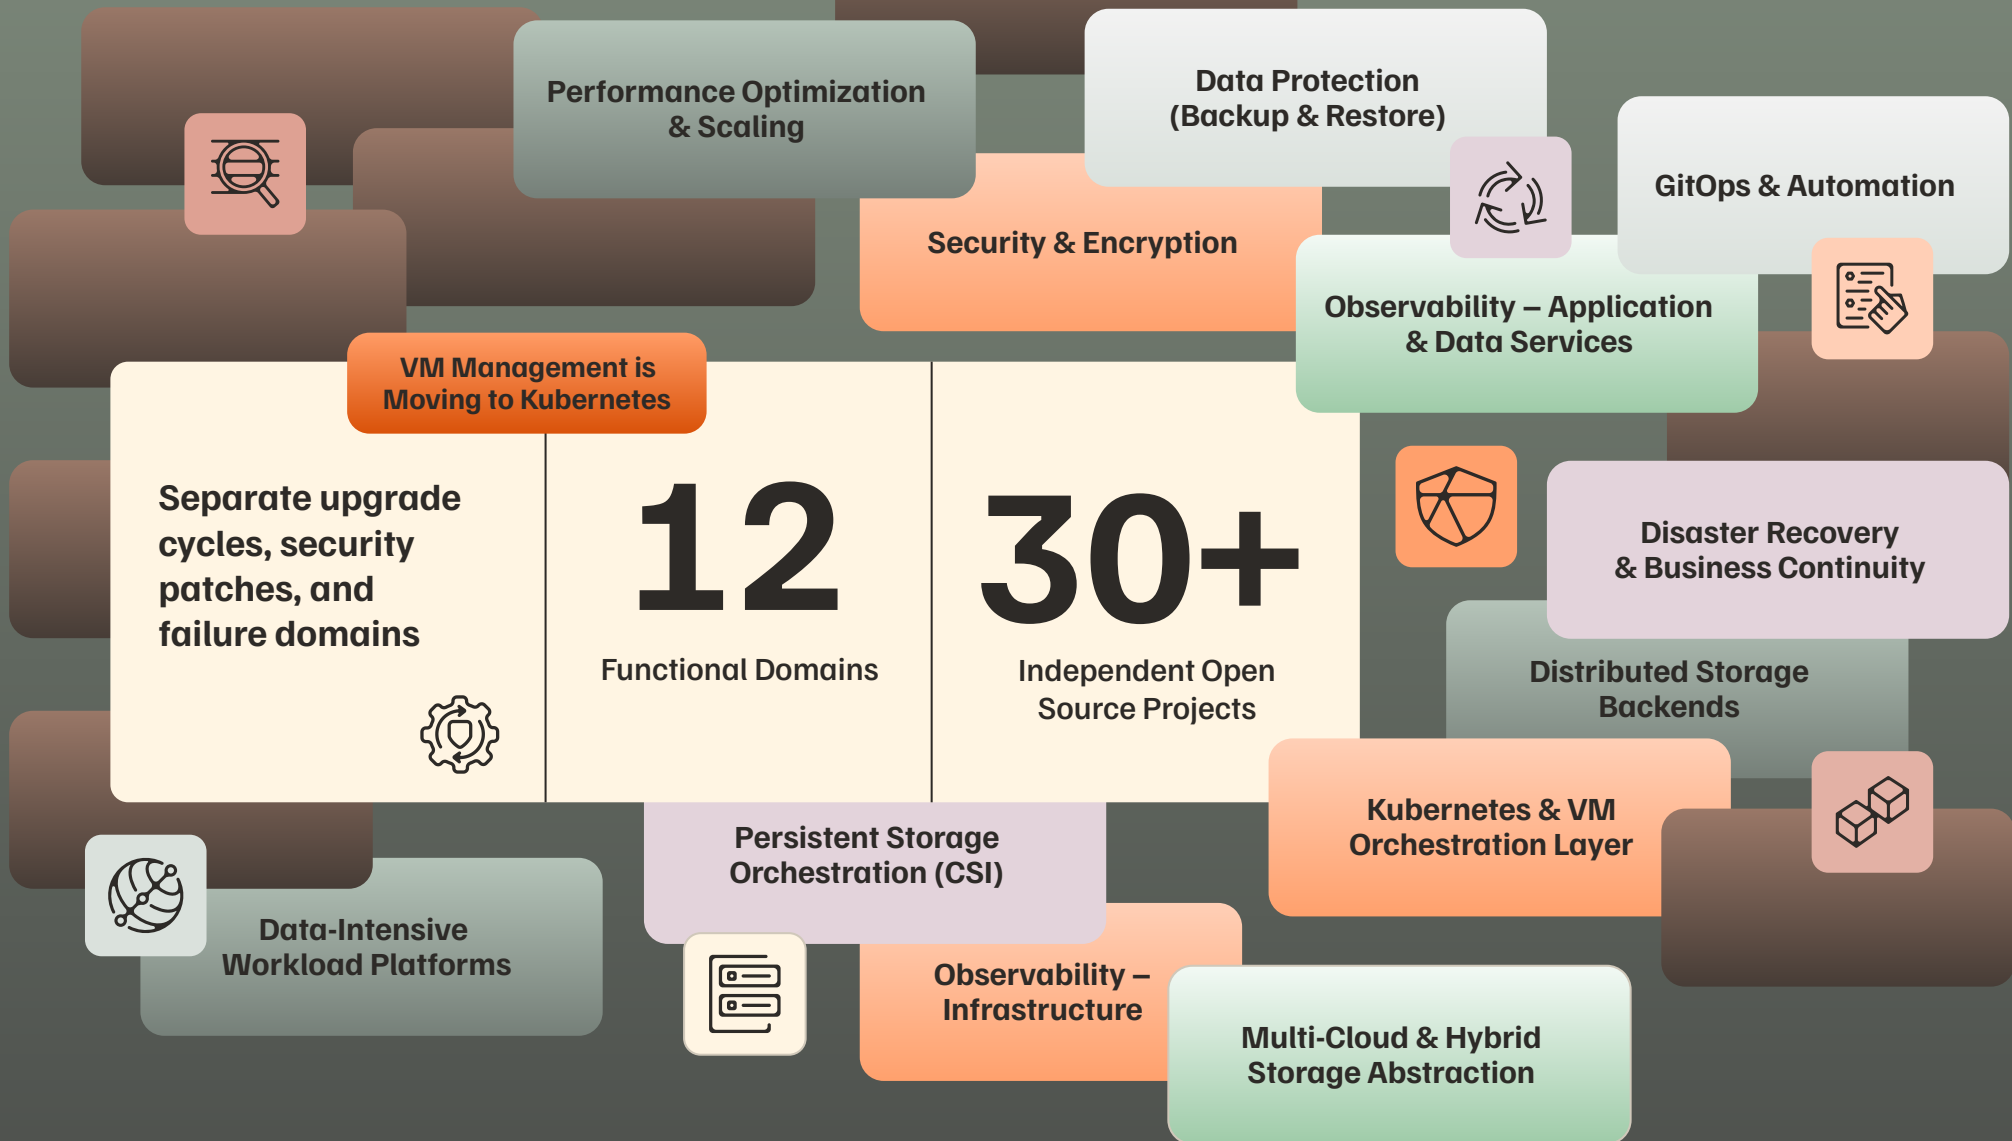 Performance Optimization
& Scaling
Data Protection
(Backup & Restore)
GitOps & Automation
Security & Encryption
Observability – Application
& Data Services
VM Management is
Moving to Kubernetes
Separate upgrade
cycles, security
patches, and
failure domains
12
Functional Domains
30+
Independent Open
Source Projects
Disaster Recovery
& Business Continuity
Distributed Storage
Backends
Kubernetes & VM
Orchestration Layer
Persistent Storage
Orchestration (CSI)
Data-Intensive
Workload Platforms
Observability –
Infrastructure
Multi-Cloud & Hybrid
Storage Abstraction